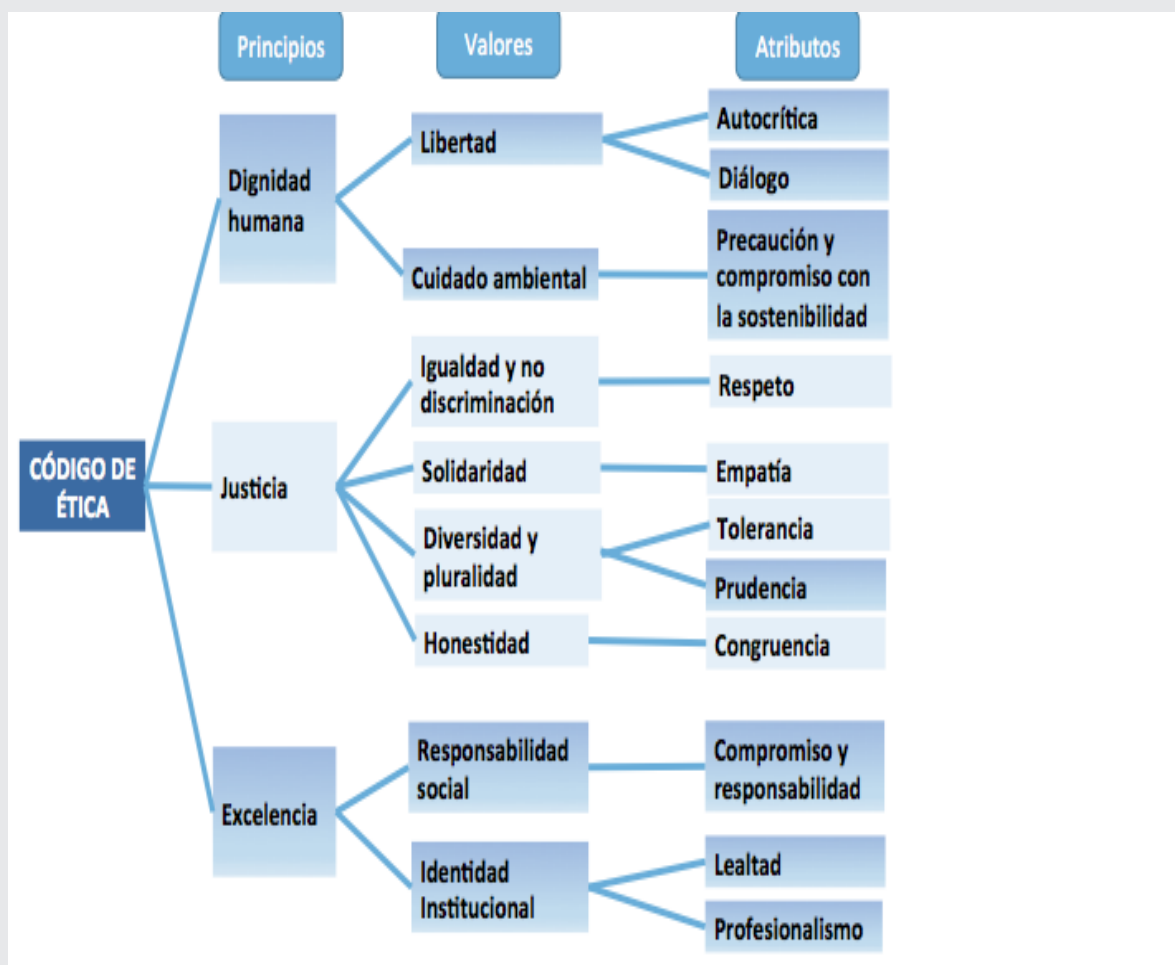 Principios
Valores
Atributos
CÓDIGO DE
ÉTICA
Dignidad
humana
Libertad
Autocrítica
Diálogo
Cuidado ambiental
Precaución y
compromiso con
la sostenibilidad
Justicia
Igualdad y no
discriminación
Respeto
Solidaridad
Empatía
Diversidad y
pluralidad
Tolerancia
Prudencia
Honestidad
Congruencia
Excelencia
Responsabilidad
social
Compromiso y
responsabilidad
Identidad
Institucional
Lealtad
Profesionalismo